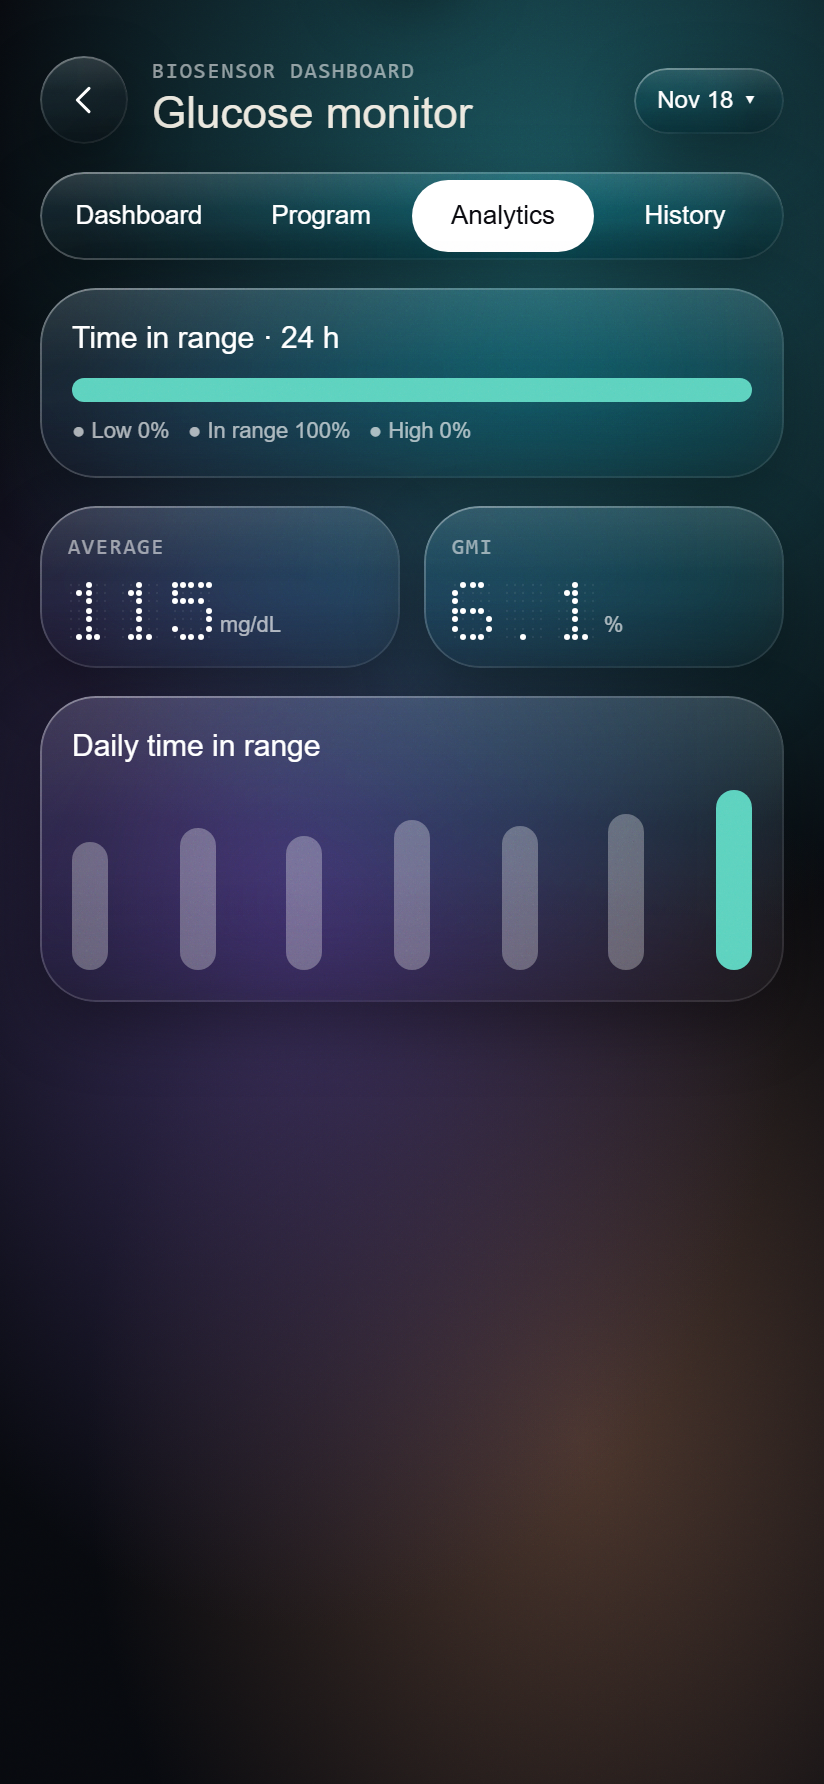 BIOSENSOR DASHBOARD
Glucose monitor
Nov 18 ▼
Dashboard Program Analytics History
Time in range · 24 h
● Low 0% ● In range 100% ● High 0%
AVERAGE
115 mg/dL
GMI
6.1 %
Daily time in range